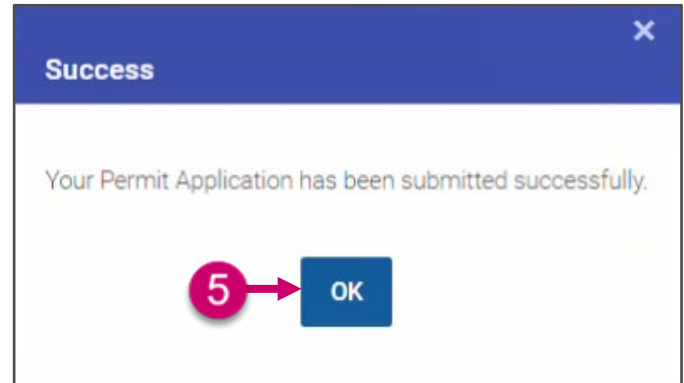 ×
Success
Your Permit Application has been submitted successfully.
5 OK